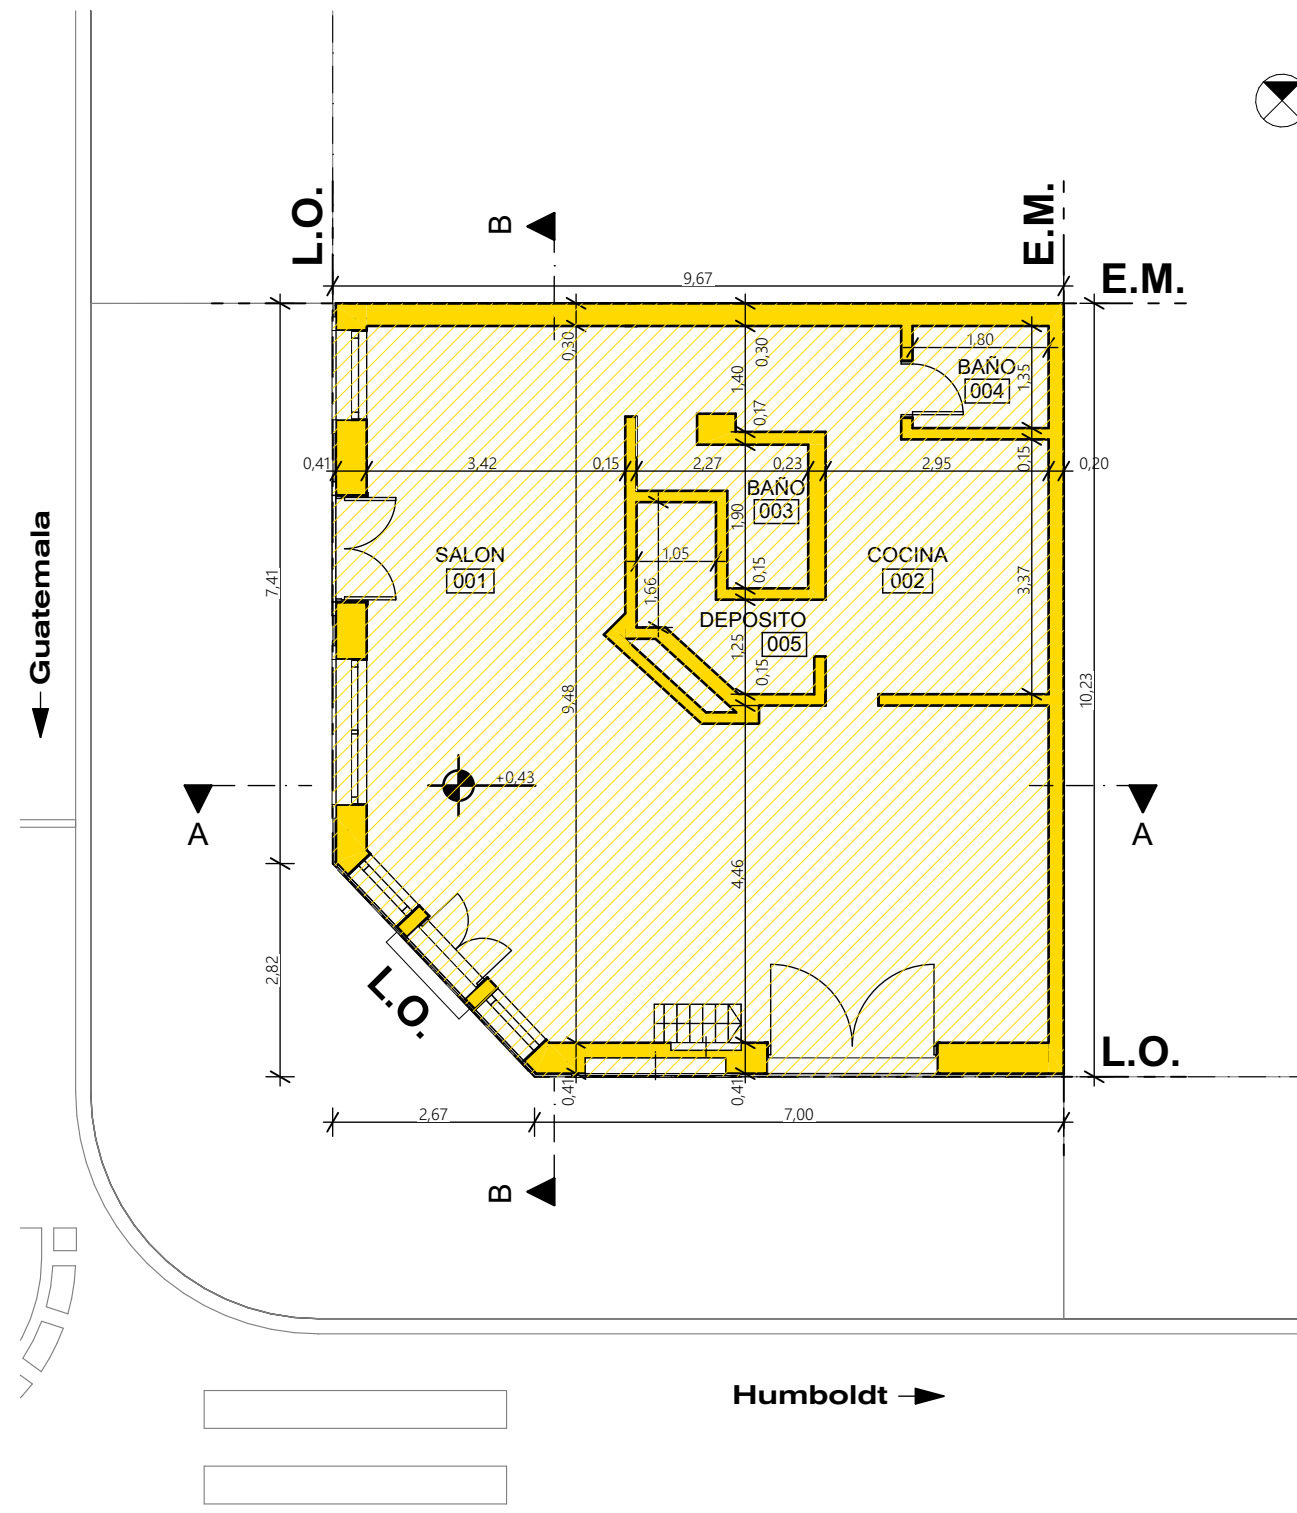 L.O.
E.M.
B
E.M.
9,67
0,30
0,30
1,40
1,80
BAÑO
004
1,35
0,17
0,41
3,42
0,15
2,27
0,23
2,95
0,15
0,20
BAÑO
003
1,90
Guatemala
7,41
SALON
001
1,05
0,15
COCINA
002
3,37
1,66
DEPOSITO
005
1,25
0,15
9,48
10,23
+0,43
A
A
4,46
2,82
L.O.
L.O.
0,41
0,41
2,67
7,00
B
Humboldt